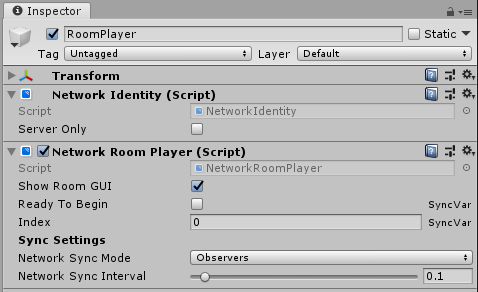 Inspector
RoomPlayer Static
Tag Untagged Layer Default
Transform
Network Identity (Script)
Script NetworkIdentity
Server Only
Network Room Player (Script)
Script NetworkRoomPlayer
Show Room GUI
Ready To Begin SyncVar
Index 0 SyncVar
Sync Settings
Network Sync Mode Observers
Network Sync Interval 0.1